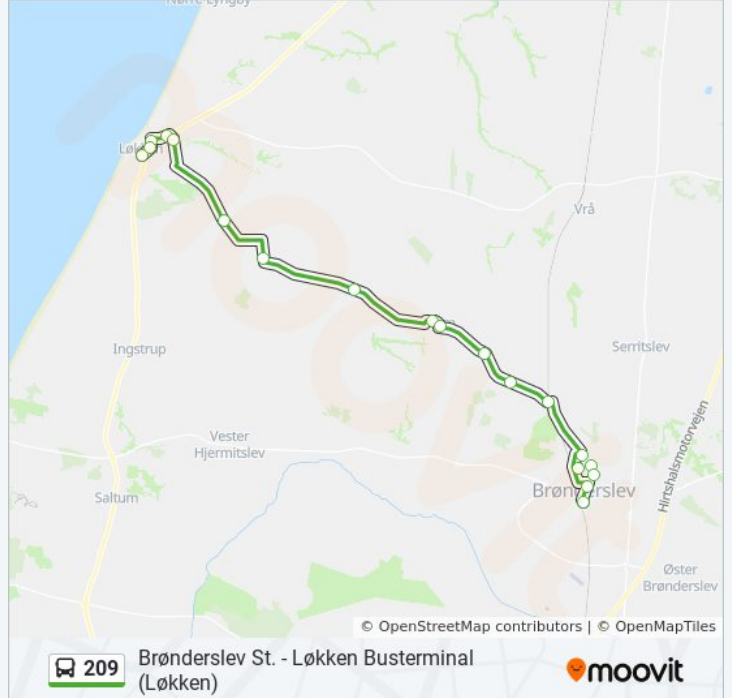 Nørre Lyngby
Løkken
Vrå
Ingstrup
Serritslev
Hirtshalsmotorvejen
Vester
Hjermitslev
Saltum
Brønderslev
Øster
Brønderslev
© OpenStreetMap contributors | © OpenMapTiles
209
Brønderslev St. - Løkken Busterminal
(Løkken)
moovit